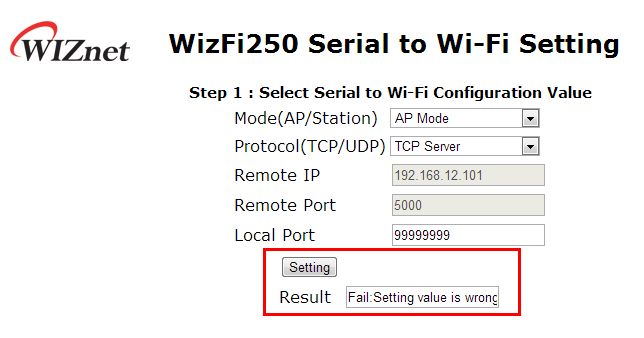 WIZnet
WizFi250 Serial to Wi-Fi Setting
Step 1 : Select Serial to Wi-Fi Configuration Value
Mode(AP/Station) AP Mode
Protocol(TCP/UDP) TCP Server
Remote IP 192.168.12.101
Remote Port 5000
Local Port 99999999
Setting
Result Fail:Setting value is wrong